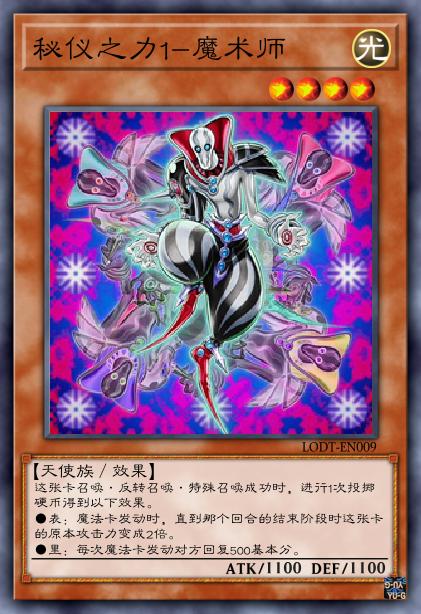 秘仪之力1-魔术师
光
LODT-EN009
【天使族／效果】
这张卡召唤·反转召唤·特殊召唤成功时，进行1次投掷
硬币得到以下效果。
●表：魔法卡发动时，直到那个回合的结束阶段时这张卡
的原本攻击力变成2倍。
●里：每次魔法卡发动对方回复500基本分。
ATK/1100 DEF/1100